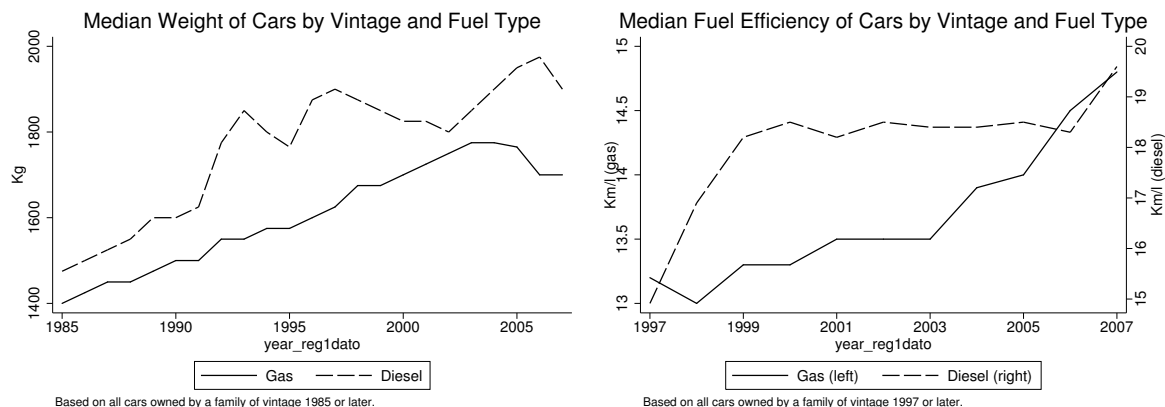 Median Weight of Cars by Vintage and Fuel Type
2000
1800
1600
1400
Kg
1985
1990
1995
2000
2005
year_reg1dato
Gas
Diesel
Based on all cars owned by a family of vintage 1985 or later.
Median Fuel Efficiency of Cars by Vintage and Fuel Type
15
14.5
14
13.5
13
Km/l (gas)
20
19
18
17
16
15
Km/l (diesel)
1997
1999
2001
2003
2005
2007
year_reg1dato
Gas (left)
Diesel (right)
Based on all cars owned by a family of vintage 1997 or later.